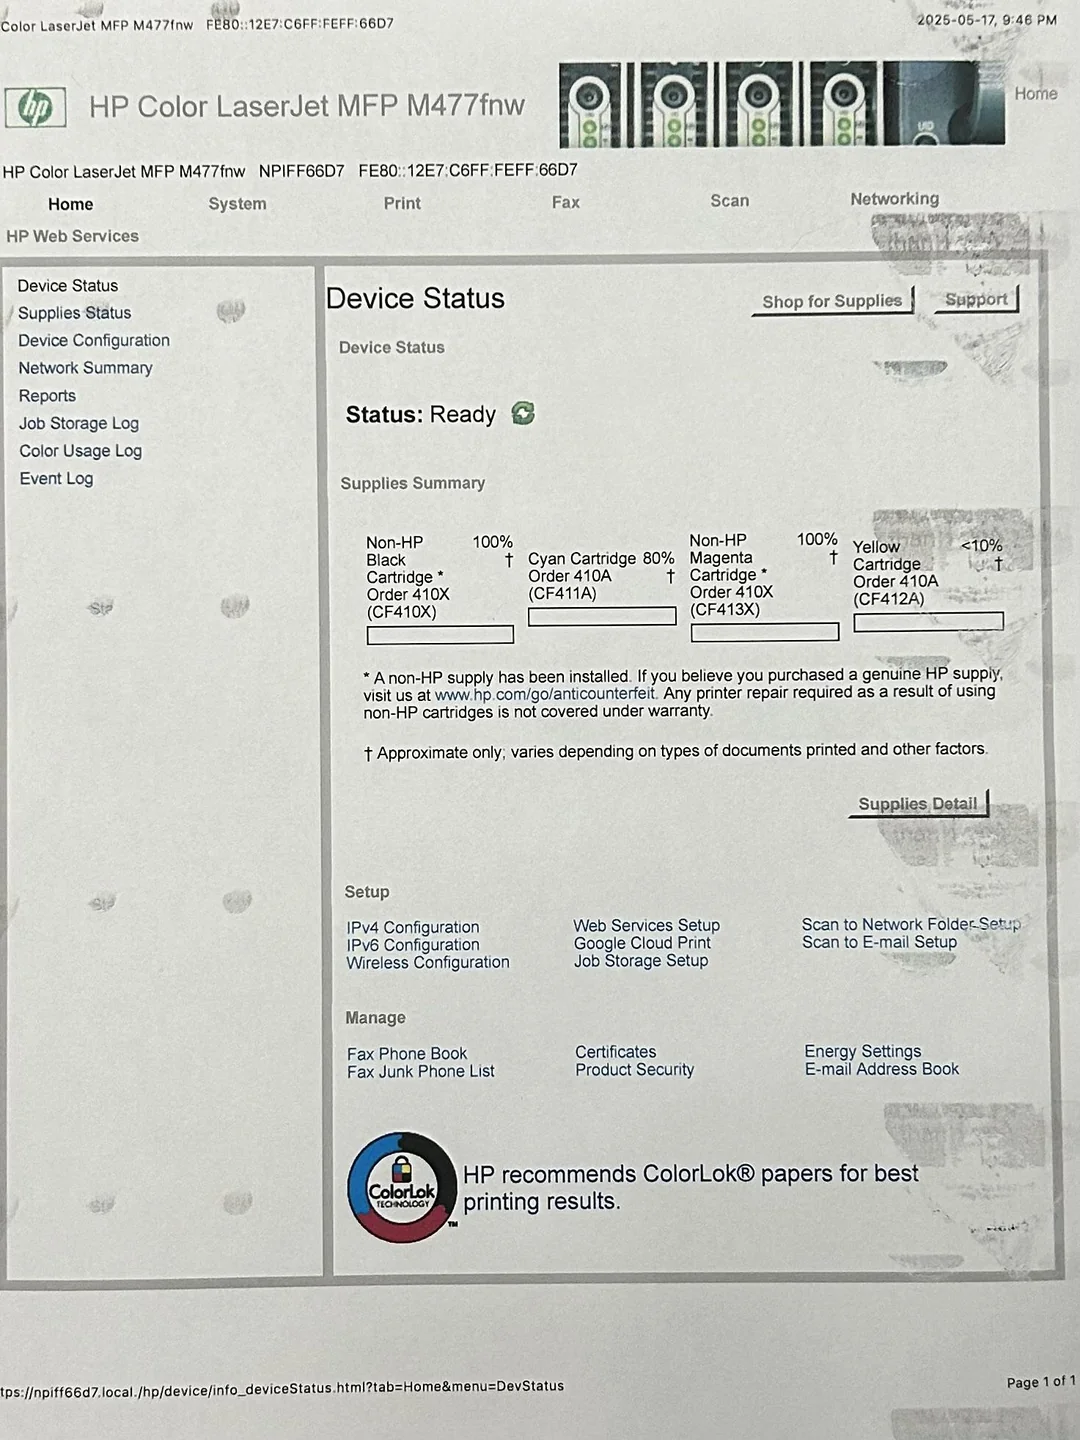 Color LaserJet MFP M477fnw FE80::12E7:C6FF:FEFF:66D7
2025-05-17, 9:46 PM
hp
HP Color LaserJet MFP M477fnw
UID
Home
HP Color LaserJet MFP M477fnw NPIFF66D7 FE80::12E7:C6FF:FEFF:66D7
Home System Print Fax Scan Networking
HP Web Services
Device Status
Supplies Status
Device Configuration
Network Summary
Reports
Job Storage Log
Color Usage Log
Event Log
Device Status
Shop for Supplies Support
Device Status
Status: Ready
Supplies Summary
Non-HP 100%
Black †
Cartridge *
Order 410X
(CF410X)
Cyan Cartridge 80%
Order 410A †
(CF411A)
Non-HP 100%
Magenta †
Cartridge *
Order 410X
(CF413X)
Yellow <10%
Cartridge †
Order 410A
(CF412A)
* A non-HP supply has been installed. If you believe you purchased a genuine HP supply,
visit us at www.hp.com/go/anticounterfeit. Any printer repair required as a result of using
non-HP cartridges is not covered under warranty.
† Approximate only; varies depending on types of documents printed and other factors.
Supplies Detail
Setup
IPv4 Configuration
IPv6 Configuration
Wireless Configuration
Web Services Setup
Google Cloud Print
Job Storage Setup
Scan to Network Folder Setup
Scan to E-mail Setup
Manage
Fax Phone Book
Fax Junk Phone List
Certificates
Product Security
Energy Settings
E-mail Address Book
ColorLok
TECHNOLOGY
TM
HP recommends ColorLok® papers for best
printing results.
tps://npiff66d7.local./hp/device/info_deviceStatus.html?tab=Home&menu=DevStatus
Page 1 of 1